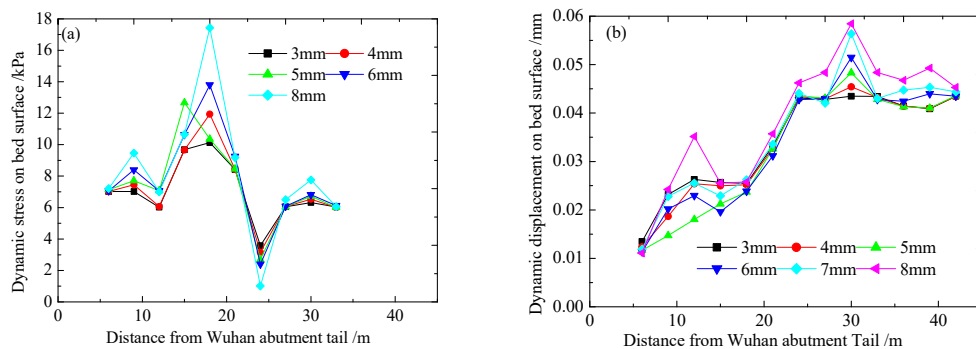 (a)
18
16
14
12
10
8
6
4
2
0
Dynamic stress on bed surface /kPa
3mm 4mm
5mm 6mm
8mm
0 10 20 30 40
Distance from Wuhan abutment tail /m
(b)
0.06
0.05
0.04
0.03
0.02
0.01
0.00
Dynamic displacement on bed surface /mm
3mm 4mm 5mm
6mm 7mm 8mm
0 10 20 30 40
Distance from Wuhan abutment Tail /m